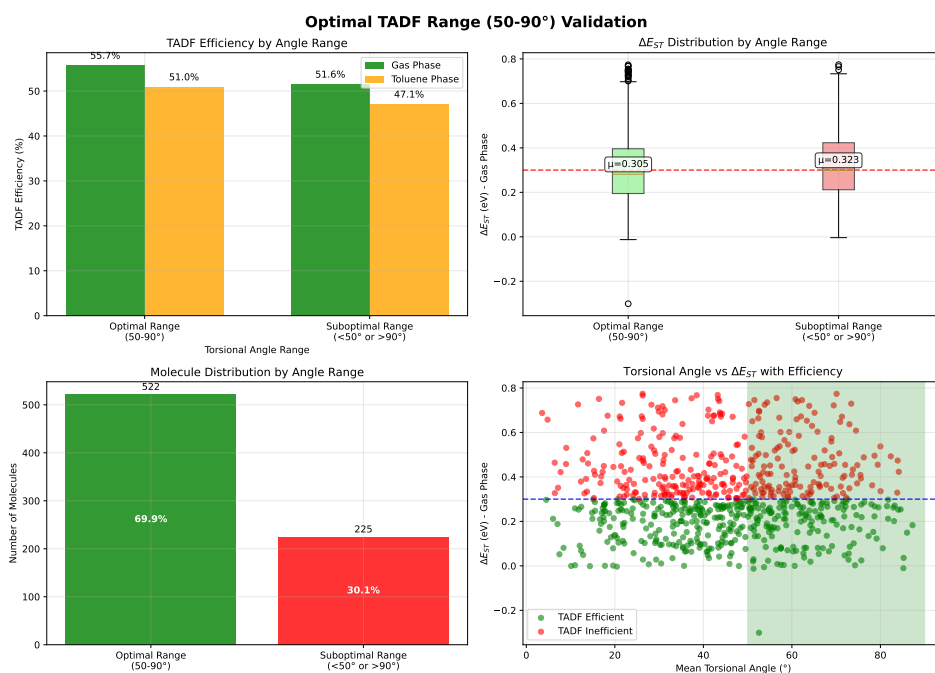 Optimal TADF Range (50-90°) Validation
TADF Efficiency by Angle Range
55.7%
51.0%
51.6%
47.1%
Gas Phase
Toluene Phase
TADF Efficiency (%)
50
40
30
20
10
0
Optimal Range
(50-90°)
Suboptimal Range
(<50° or >90°)
Torsional Angle Range
ΔE_ST Distribution by Angle Range
ΔE_ST (eV) - Gas Phase
0.8
0.6
0.4
0.2
0.0
−0.2
μ=0.305
μ=0.323
Optimal Range
(50-90°)
Suboptimal Range
(<50° or >90°)
Molecule Distribution by Angle Range
Number of Molecules
500
400
300
200
100
0
522
69.9%
225
30.1%
Optimal Range
(50-90°)
Suboptimal Range
(<50° or >90°)
Torsional Angle vs ΔE_ST with Efficiency
ΔE_ST (eV) - Gas Phase
0.8
0.6
0.4
0.2
0.0
−0.2
TADF Efficient
TADF Inefficient
0
20
40
60
80
Mean Torsional Angle (°)